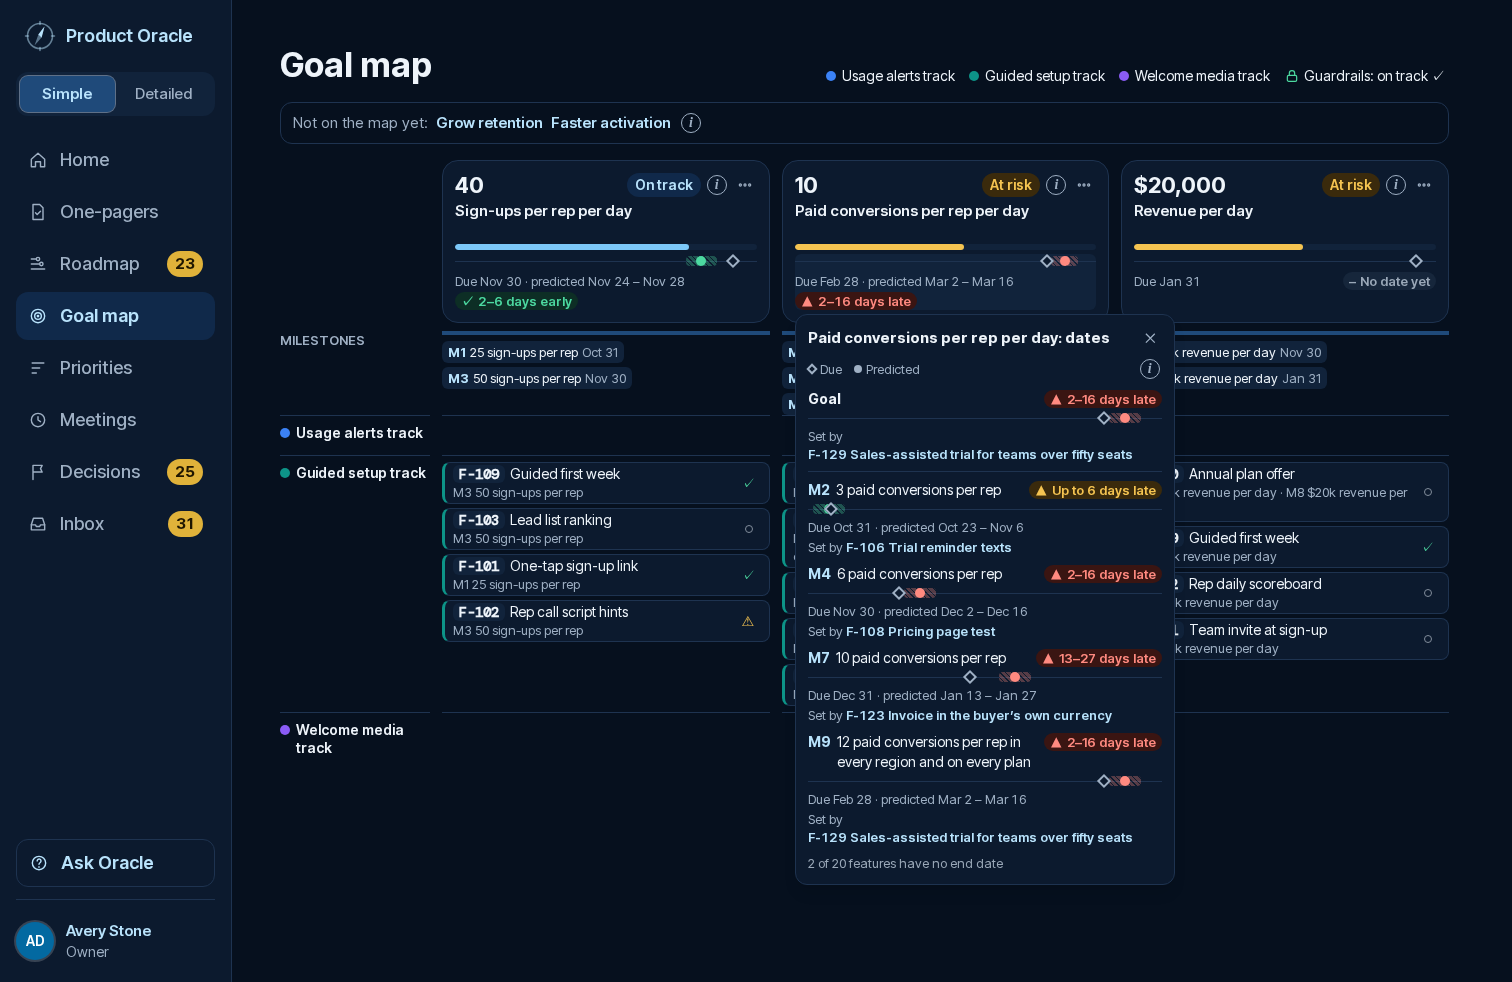 Product Oracle
Simple
Detailed
Home
One-pagers
Roadmap
23
Goal map
Priorities
Meetings
Decisions
25
Inbox
31
Ask Oracle
AD
Avery Stone
Owner
Goal map
Usage alerts track
Guided setup track
Welcome media track
Guardrails: on track ✓
Not on the map yet: Grow retention Faster activation
40
On track
Sign-ups per rep per day
Due Nov 30 · predicted Nov 24 – Nov 28
✓ 2–6 days early
10
At risk
Paid conversions per rep per day
Due Feb 28 · predicted Mar 2 – Mar 16
▲ 2–16 days late
$20,000
At risk
Revenue per day
Due Jan 31
– No date yet
MILESTONES
M1 25 sign-ups per rep Oct 31
M3 50 sign-ups per rep Nov 30
k revenue per day Nov 30
k revenue per day Jan 31
Usage alerts track
Guided setup track
F-109 Guided first week
M3 50 sign-ups per rep
✓
F-103 Lead list ranking
M3 50 sign-ups per rep
F-101 One-tap sign-up link
M1 25 sign-ups per rep
✓
F-102 Rep call script hints
M3 50 sign-ups per rep
⚠
Annual plan offer
k revenue per day · M8 $20k revenue per
Guided first week
k revenue per day
✓
Rep daily scoreboard
k revenue per day
Team invite at sign-up
k revenue per day
Welcome media track
Paid conversions per rep per day: dates
Due
Predicted
Goal
▲ 2–16 days late
Set by
F-129 Sales-assisted trial for teams over fifty seats
M2 3 paid conversions per rep
▲ Up to 6 days late
Due Oct 31 · predicted Oct 23 – Nov 6
Set by F-106 Trial reminder texts
M4 6 paid conversions per rep
▲ 2–16 days late
Due Nov 30 · predicted Dec 2 – Dec 16
Set by F-108 Pricing page test
M7 10 paid conversions per rep
▲ 13–27 days late
Due Dec 31 · predicted Jan 13 – Jan 27
Set by F-123 Invoice in the buyer’s own currency
M9 12 paid conversions per rep in
every region and on every plan
▲ 2–16 days late
Due Feb 28 · predicted Mar 2 – Mar 16
Set by
F-129 Sales-assisted trial for teams over fifty seats
2 of 20 features have no end date